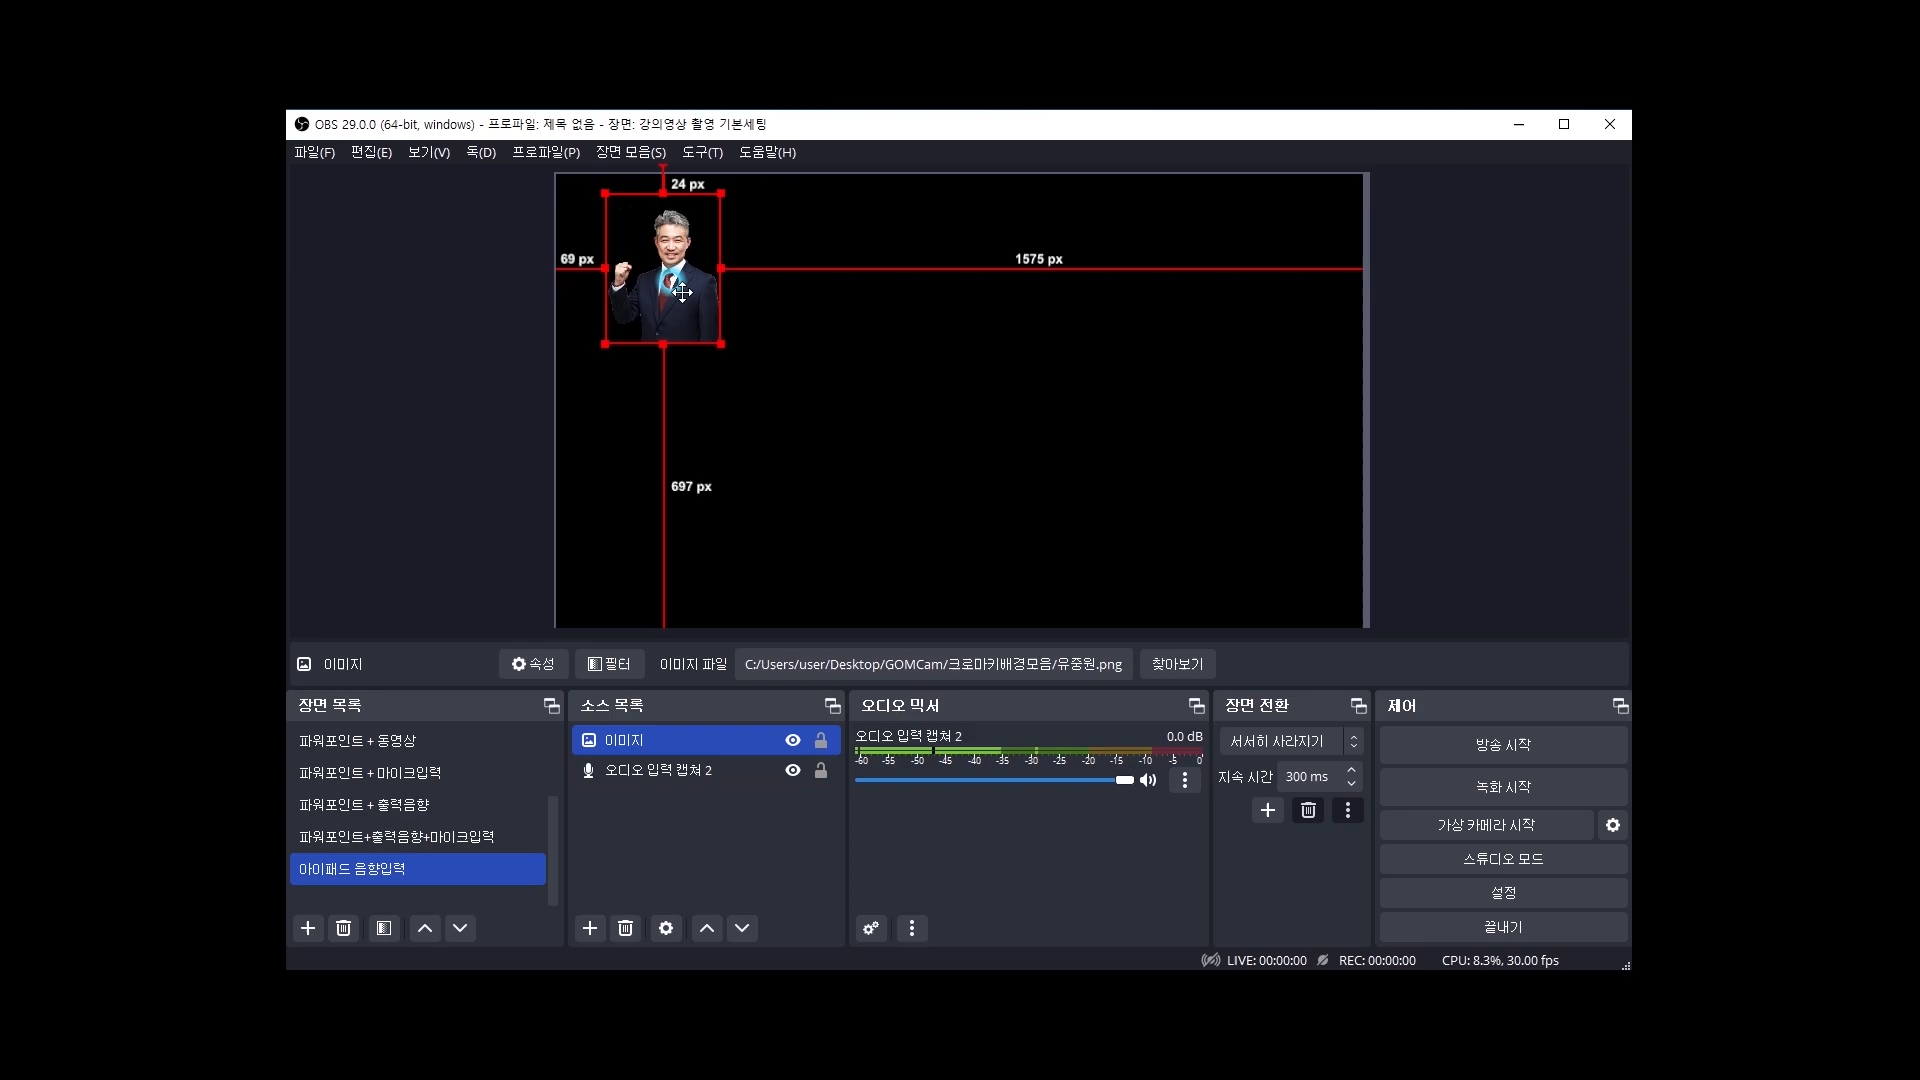 OBS 29.0.0 (64-bit, windows) - 프로파일: 제목 없음 - 장면: 강의영상 촬영 기본세팅
파일(F) 편집(E) 보기(V) 독(D) 프로파일(P) 장면 모음(S) 도구(T) 도움말(H)
24 px
69 px
1575 px
697 px
이미지 속성 필터 이미지 파일 C:/Users/user/Desktop/GOMCam/크로마키배경모음/유중원.png 찾아보기
장면 목록
파워포인트 + 동영상
파워포인트 + 마이크입력
파워포인트 + 출력음향
파워포인트+출력음향+마이크입력
아이패드 음향입력
소스 목록
이미지
오디오 입력 캡쳐 2
오디오 믹서
오디오 입력 캡쳐 2 0.0 dB
-60 -55 -50 -45 -40 -35 -30 -25 -20 -15 -10 -5 0
장면 전환
서서히 사라지기
지속 시간 300 ms
제어
방송 시작
녹화 시작
가상 카메라 시작
스튜디오 모드
설정
끝내기
LIVE: 00:00:00 REC: 00:00:00 CPU: 8.3%, 30.00 fps